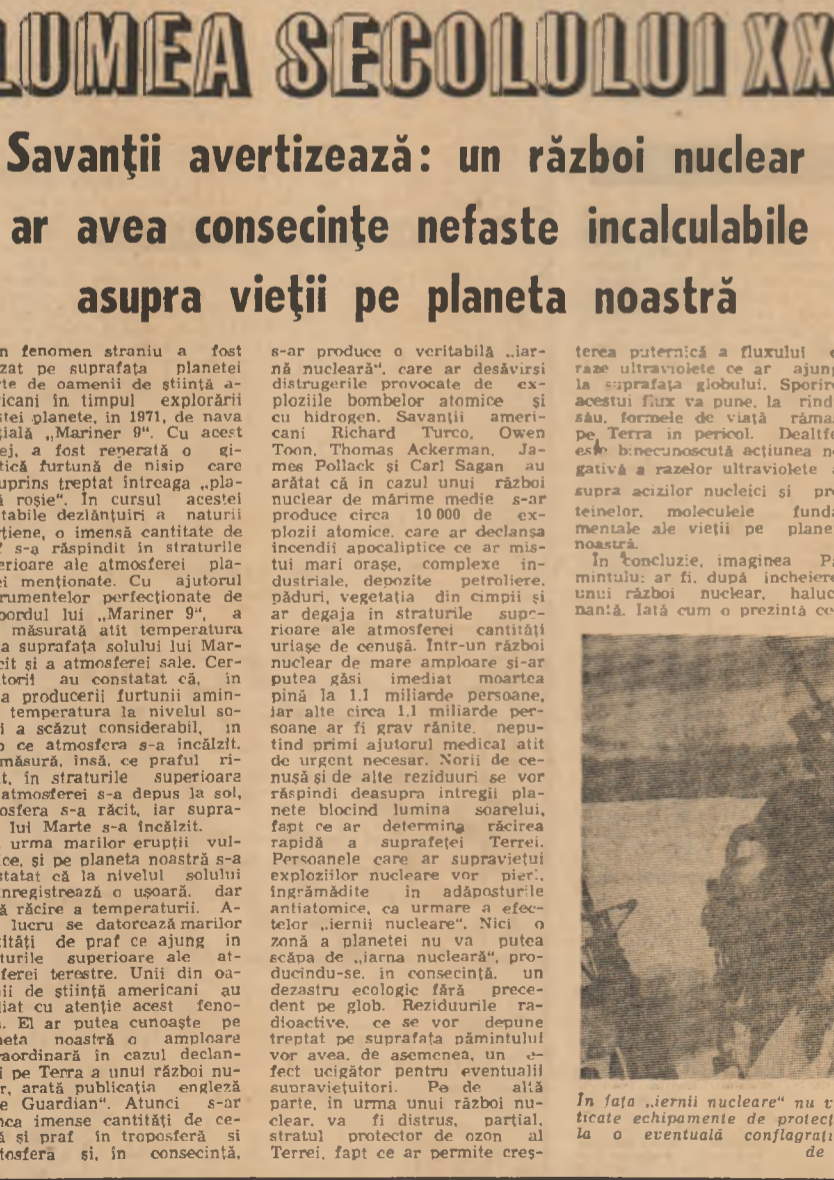 LUMEA SECOLULUI XX
Savanţii avertizează: un război nuclear
ar avea consecinţe nefaste incalculabile
asupra vieţii pe planeta noastră
n fenomen straniu a fost
zat pe suprafaţa planetei
te de oamenii de ştiinţă a-
ricani în timpul explorării
stei planete, în 1971, de nava
ţială „Mariner 9“. Cu acest
ej, a fost reperată o gi-
tică furtună de nisip care
uprins treptat întreaga „pla-
ă roşie“. In cursul acestei
tabile dezlănţuiri a naturii
rţiene, o imensă cantitate de
s-a răspîndit în straturile
erioare ale atmosferei pla-
ei menţionate. Cu ajutorul
rumentelor perfecţionate de
bordul lui „Mariner 9“, a
măsurată atît temperatura
a suprafaţa solului lui Mar-
cît şi a atmosferei sale. Cer-
torii au constatat că, în
a producerii furtunii amin-
temperatura la nivelul so-
i a scăzut considerabil, în
p ce atmosfera s-a încălzit.
măsură, însă, ce praful ri-
t, în straturile superioara
atmosferei s-a depus la sol,
osfera s-a răcit, iar supra-
lui Marte s-a încălzit.
urma marilor erupţii vul-
ice, şi pe planeta noastră s-a
statat că la nivelul solului
nregistrează o uşoară, dar
ă răcire a temperaturii. A-
lucru se datorează marilor
tităţi de praf ce ajung în
turile superioare ale at-
ferei terestre. Unii din oa-
ii de ştiinţă americani au
diat cu atenţie acest feno-
. El ar putea cunoaşte pe
neta noastră o amploare
raordinară în cazul declan-
i pe Terra a unui război nu-
r, arată publicaţia engleză
e Guardian“. Atunci s-ar
nca imense cantităţi de ce-
ă şi praf în troposferă si
tosfera şi, în consecinţă,
s-ar produce o veritabilă „iar-
nă nucleară“, care ar desăvîrsi
distrugerile provocate de ex-
ploziile bombelor atomice şi
cu hidrogen. Savanţii ameri-
cani Richard Turco, Owen
Toon, Thomas Ackerman, Ja-
mes Pollack şi Carl Sagan au
arătat că în cazul unui război
nuclear de mărime medie s-ar
produce circa 10 000 de ex-
plozii atomice, care ar declanşa
incendii apocaliptice ce ar mis-
tui mari oraşe, complexe in-
dustriale, depozite petroliere,
păduri, vegetaţia din cîmpii şi
ar degaja în straturile supe-
rioare ale atmosferei cantităţi
uriaşe de cenuşă. Într-un război
nuclear de mare amploare şi-ar
putea găsi imediat moartea
pînă la 1,1 miliarde persoane,
iar alte circa 1,1 miliarde per-
soane ar fi grav rănite, nepu-
tînd primi ajutorul medical atît
de urgent necesar. Norii de ce-
nuşă şi de alte reziduuri se vor
răspîndi deasupra întregii pla-
nete blocînd lumina soarelui,
fapt ce ar determina răcirea
rapidă a suprafeţei Terrei.
Persoanele care ar supravieţui
exploziilor nucleare vor pieri,
îngrămădite în adăposturile
antiatomice, ca urmare a efec-
telor „iernii nucleare“. Nici o
zonă a planetei nu va putea
scăpa de „iarna nucleară“, pro-
ducîndu-se, în consecinţă, un
dezastru ecologic fără prece-
dent pe glob. Reziduurile ra-
dioactive, ce se vor depune
treptat pe suprafaţa pămîntului
vor avea, de asemenea, un e-
fect ucigător pentru eventualii
supravieţuitori. Pe de altă
parte, în urma unui război nu-
clear, va fi distrus, parţial,
stratul protector de ozon al
Terrei, fapt ce ar permite creş-
terea puternică a fluxului
raze ultraviolete ce ar ajung
la suprafaţa globului. Sporire
acestui flux va pune, la rînd
său, formele de viaţă răma
pe Terra în pericol. Dealtfe
este binecunoscută acţiunea ne
gativă a razelor ultraviolete
supra acizilor nucleici şi pro
teinelor, moleculele funda
mentale ale vieţii pe plane
noastră.
In concluzie, imaginea Pă
mîntului ar fi, după încheiere
unui război nuclear, haluc
nantă. Iată cum o prezintă ce
In faţa „iernii nucleare“ nu v
ticate echipamente de protecţ
la o eventuală conflagraţi
de